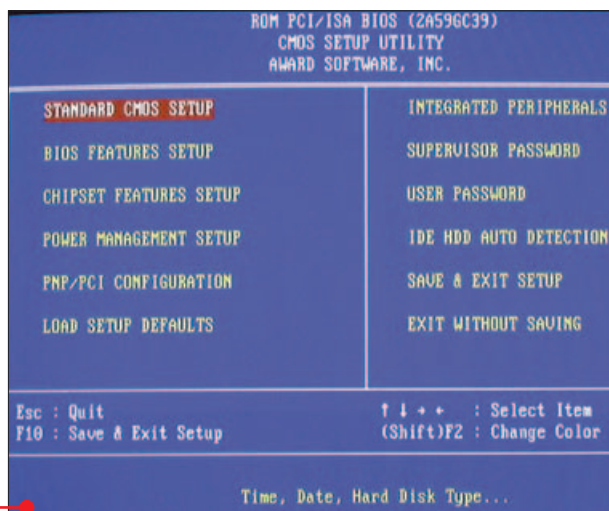 ROM PCI/ISA BIOS (2A59GC39)
CMOS SETUP UTILITY
AWARD SOFTWARE, INC.
STANDARD CMOS SETUP
BIOS FEATURES SETUP
CHIPSET FEATURES SETUP
POWER MANAGEMENT SETUP
PNP/PCI CONFIGURATION
LOAD SETUP DEFAULTS
INTEGRATED PERIPHERALS
SUPERVISOR PASSWORD
USER PASSWORD
IDE HDD AUTO DETECTION
SAVE & EXIT SETUP
EXIT WITHOUT SAVING
Esc : Quit
F10 : Save & Exit Setup
↑ ↓ → ← : Select Item
(Shift)F2 : Change Color
Time, Date, Hard Disk Type...